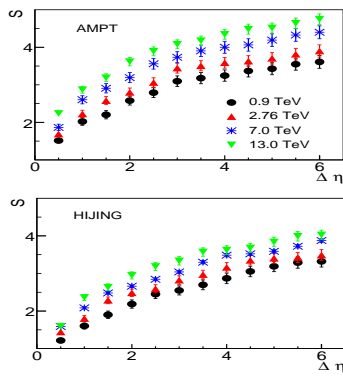 S
AMPT
4
2
0.9 TeV
2.76 TeV
7.0 TeV
13.0 TeV
0 2 4 6
Δ η
S
HIJING
4
2
0 2 4 6
Δ η